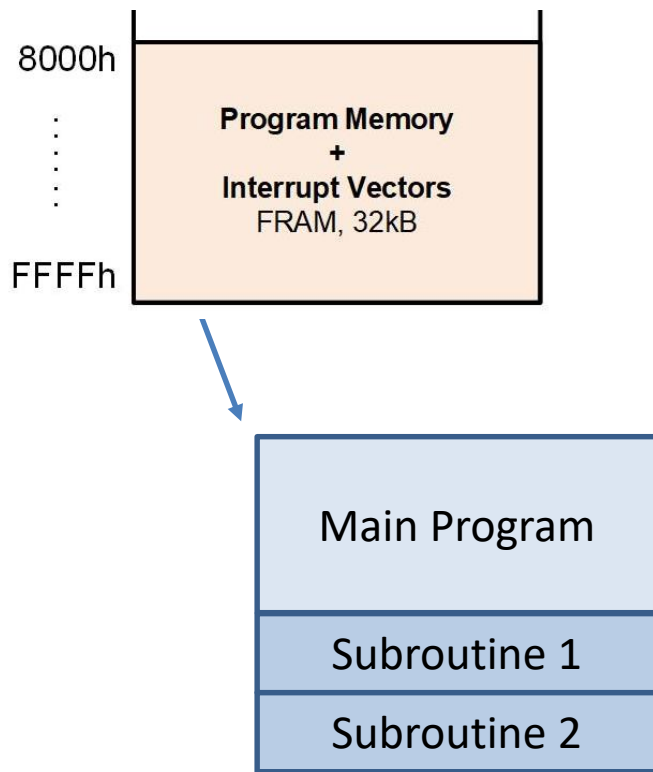 8000h
Program Memory
+
Interrupt Vectors
FRAM, 32kB
FFFFh
Main Program
Subroutine 1
Subroutine 2